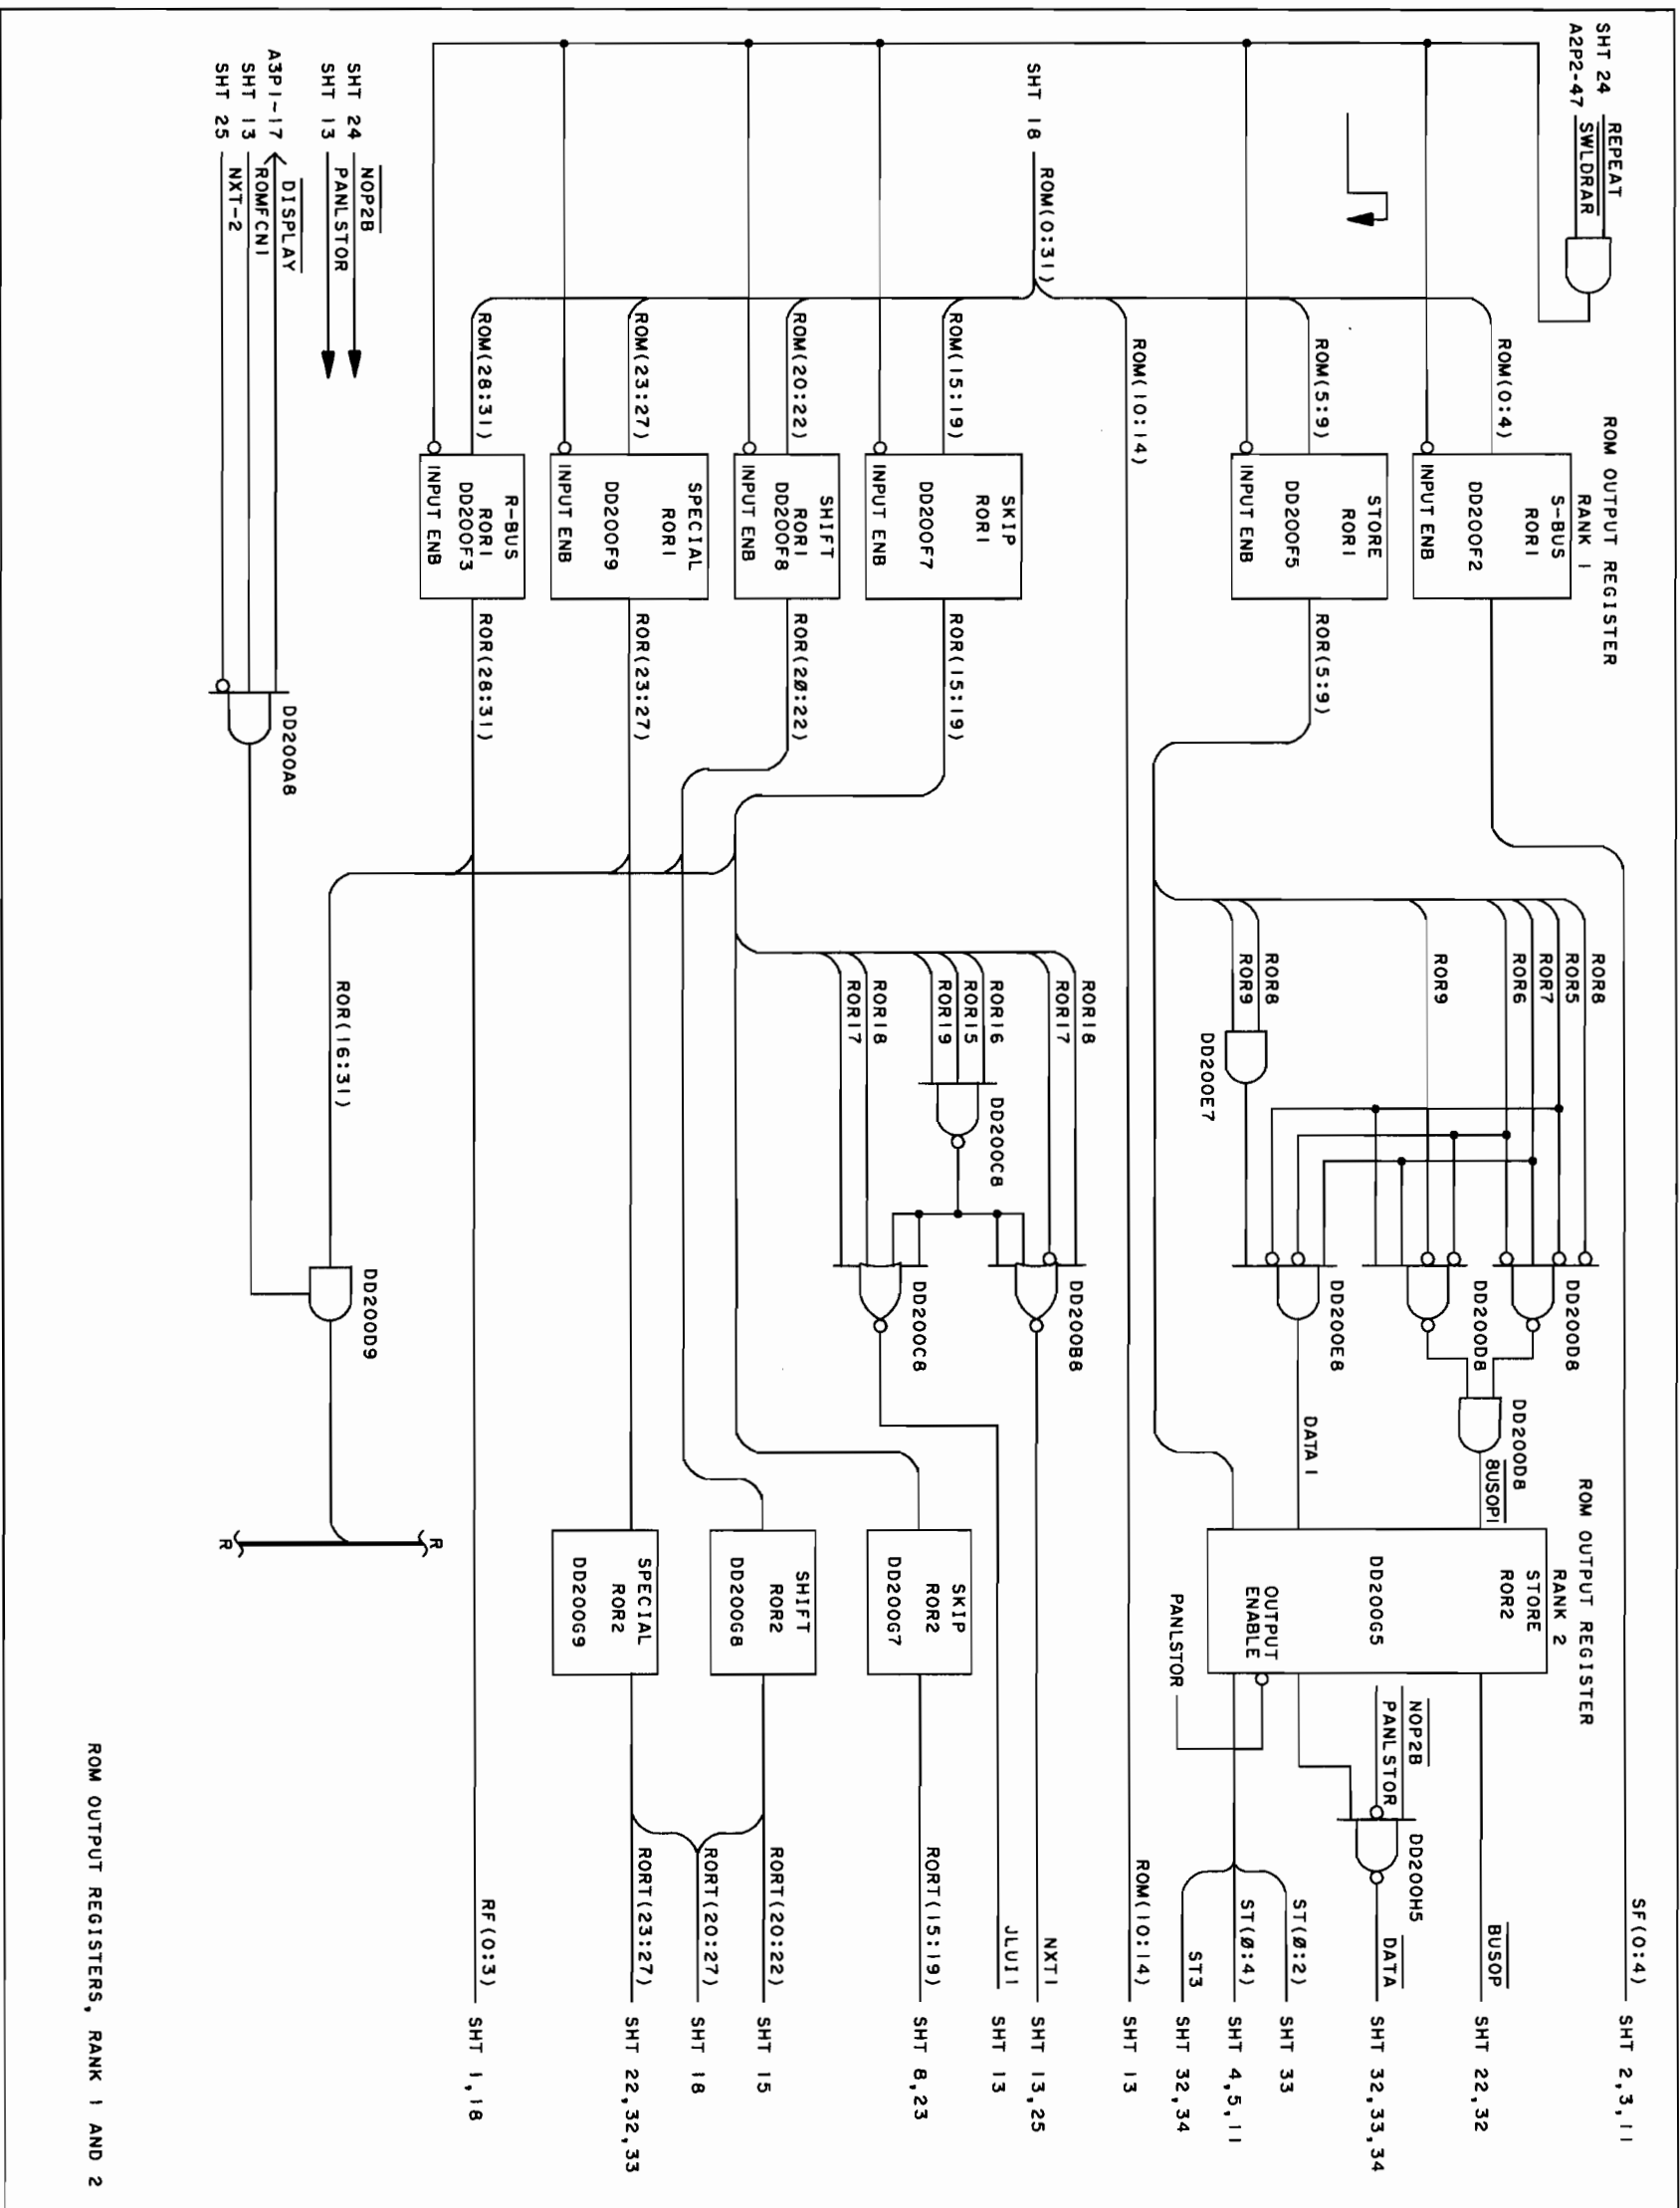 SHT 24 REPEAT
A2P2-47 SWLDRAR
ROM OUTPUT REGISTER
RANK 1
S-BUS
ROR1
DD200F2
INPUT ENB
ROM(0:4)
SF(0:4) SHT 2,3,11
STORE
ROR1
DD200F5
INPUT ENB
ROM(5:9)
ROR(5:9)
ROR8
ROR5
ROR7
ROR6
ROR9
ROR8
ROR9
DD200E7
DD200D8
DD200D8
DD200E8
DD200D8
BUSOP1
DATA 1
ROM OUTPUT REGISTER
RANK 2
STORE
ROR2
DD200G5
OUTPUT
ENABLE
PANLSTOR
NOP2B
PANLSTOR
DD200H5
BUSOP SHT 22,32
DATA SHT 32,33,34
ST(Ø:2) SHT 33
ST(Ø:4) SHT 4,5,11
ST3 SHT 32,34
SHT 18 ROM(0:31)
ROM(10:14)
ROM(10:14) SHT 13
ROM(15:19)
SKIP
ROR1
DD200F7
INPUT ENB
ROR(15:19)
ROR18
ROR17
ROR16
ROR15
ROR19
ROR18
ROR17
DD200C8
DD200B8
DD200C8
NXT1 SHT 13,25
JLUI1 SHT 13
SKIP
ROR2
DD200G7
RORT(15:19) SHT 8,23
ROM(20:22)
SHIFT
ROR1
DD200F8
INPUT ENB
ROR(2Ø:22)
SHIFT
ROR2
DD200G8
RORT(20:22) SHT 15
RORT(20:27) SHT 18
ROM(23:27)
SPECIAL
ROR1
DD200F9
INPUT ENB
ROR(23:27)
SPECIAL
ROR2
DD200G9
RORT(23:27) SHT 22,32,33
ROM(28:31)
R-BUS
ROR1
DD200F3
INPUT ENB
ROR(28:31)
RF(0:3) SHT 1,18
SHT 24 NOP2B
SHT 13 PANLSTOR
A3P1-17 DISPLAY
SHT 13 ROMFCN1
SHT 25 NXT-2
DD200A8
ROR(16:31)
DD200D9
R
R
ROM OUTPUT REGISTERS, RANK 1 AND 2